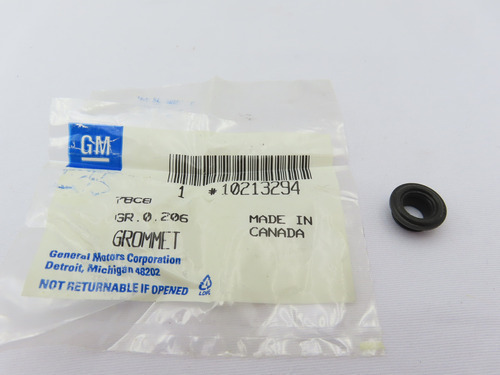 GM
1 #10213294
78C8
GR.0.206
GROMMET
MADE IN
CANADA
General Motors Corporation
Detroit, Michigan 48202
NOT RETURNABLE IF OPENED
LDPE